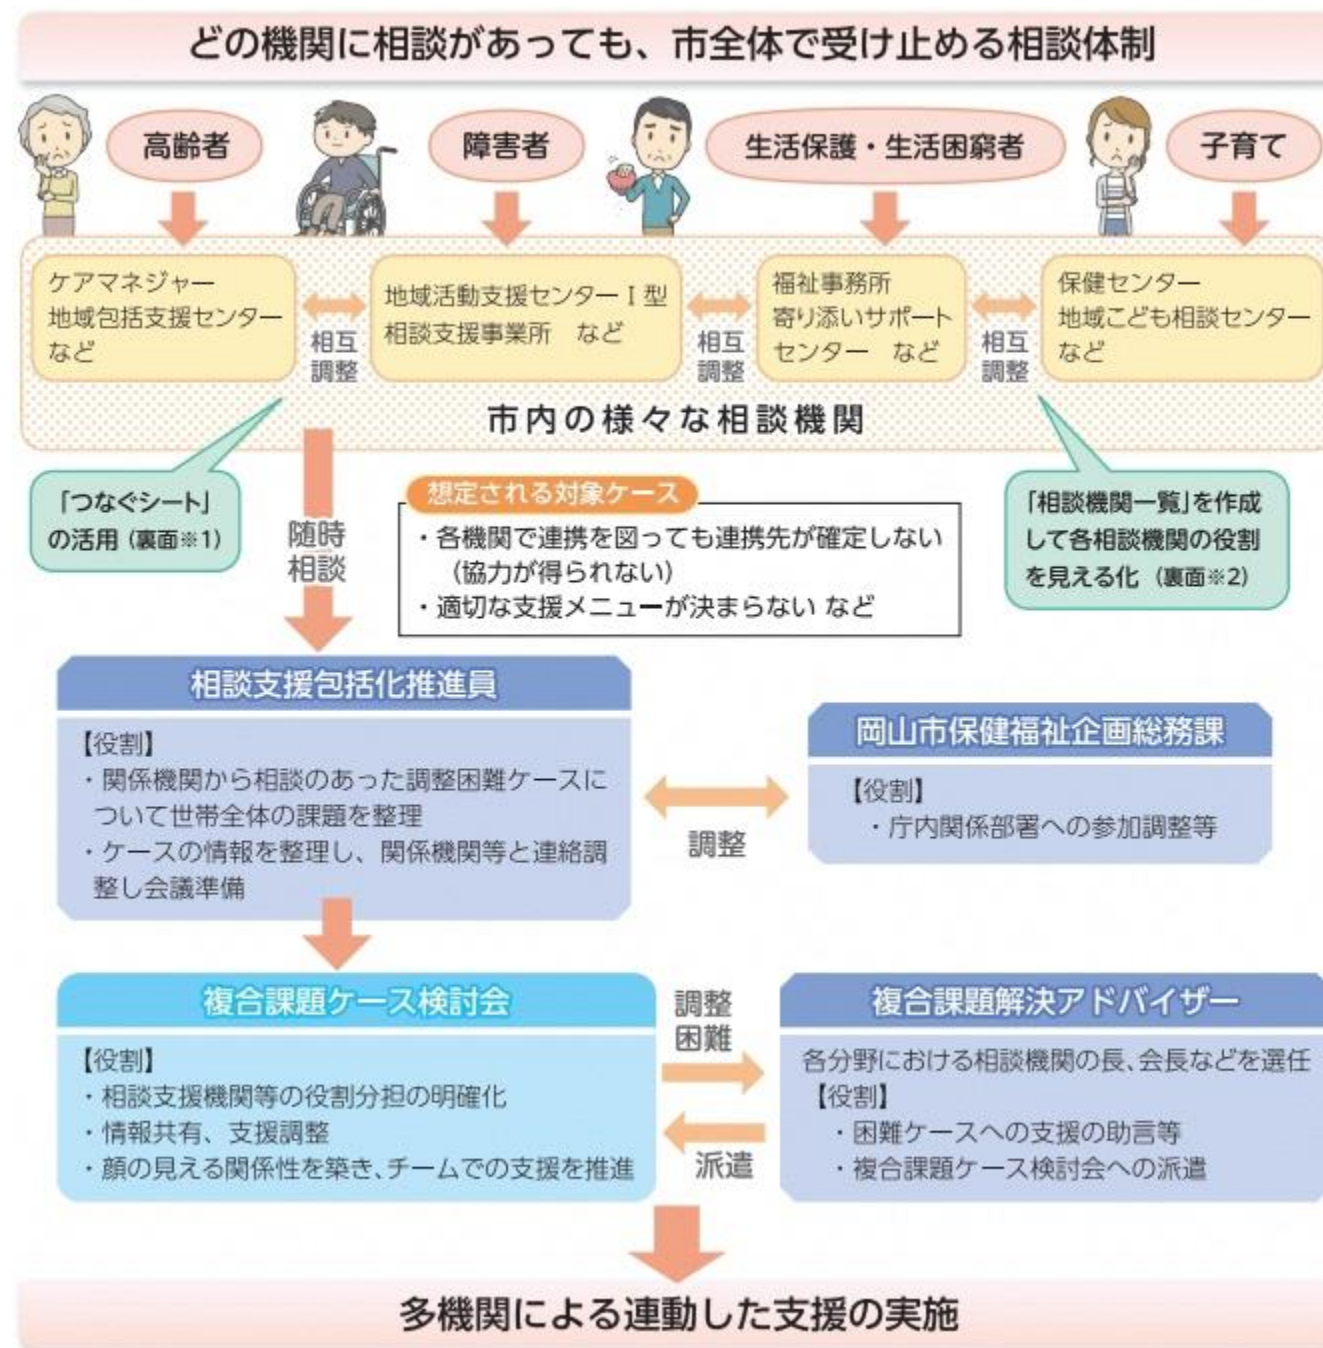 どの機関に相談があっても、市全体で受け止める相談体制
高齢者
障害者
生活保護・生活困窮者
子育て
ケアマネジャー
地域包括支援センター
など
相互
調整
地域活動支援センターⅠ型
相談支援事業所 など
相互
調整
福祉事務所
寄り添いサポート
センター など
相互
調整
保健センター
地域こども相談センター
など
市内の様々な相談機関
「つなぐシート」
の活用（裏面※1）
随時
相談
想定される対象ケース
・各機関で連携を図っても連携先が確定しない
（協力が得られない）
・適切な支援メニューが決まらない など
「相談機関一覧」を作成
して各相談機関の役割
を見える化（裏面※2）
相談支援包括化推進員
【役割】
・関係機関から相談のあった調整困難ケースに
ついて世帯全体の課題を整理
・ケースの情報を整理し、関係機関等と連絡調
整し会議準備
調整
岡山市保健福祉企画総務課
【役割】
・庁内関係部署への参加調整等
複合課題ケース検討会
【役割】
・相談支援機関等の役割分担の明確化
・情報共有、支援調整
・顔の見える関係性を築き、チームでの支援を推進
調整
困難
派遣
複合課題解決アドバイザー
各分野における相談機関の長、会長などを選任
【役割】
・困難ケースへの支援の助言等
・複合課題ケース検討会への派遣
多機関による連動した支援の実施